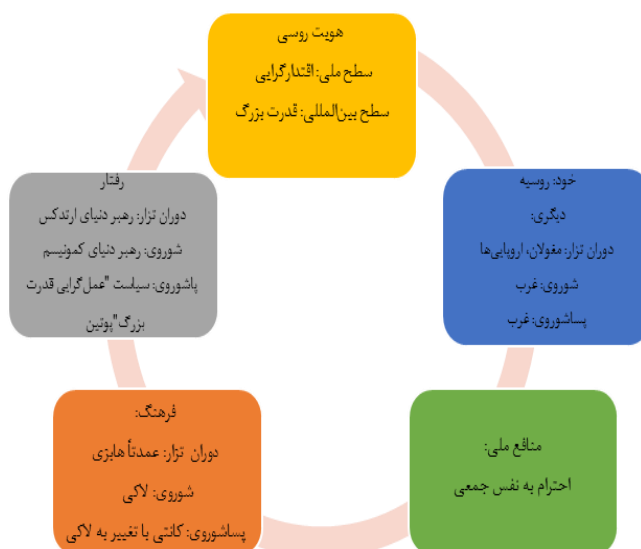 هویت روسی
سطح ملی: اقتدارگرایی
سطح بین‌المللی: قدرت بزرگ
خود: روسیه
دیگری:
دوران تزار: مغولان، اروپایی‌ها
شوروی: غرب
پساشوروی: غرب
منافع ملی:
احترام به نفس جمعی
فرهنگ:
دوران تزار: عمدتاً هابزی
شوروی: لاکی
پساشوروی: کانتی با تغییر به لاکی
رفتار
دوران تزار: رهبر دنیای ارتدکس
شوروی: رهبر دنیای کمونیسم
پاشوروی: سیاست "عمل‌گرایی قدرت
بزرگ"پوتین